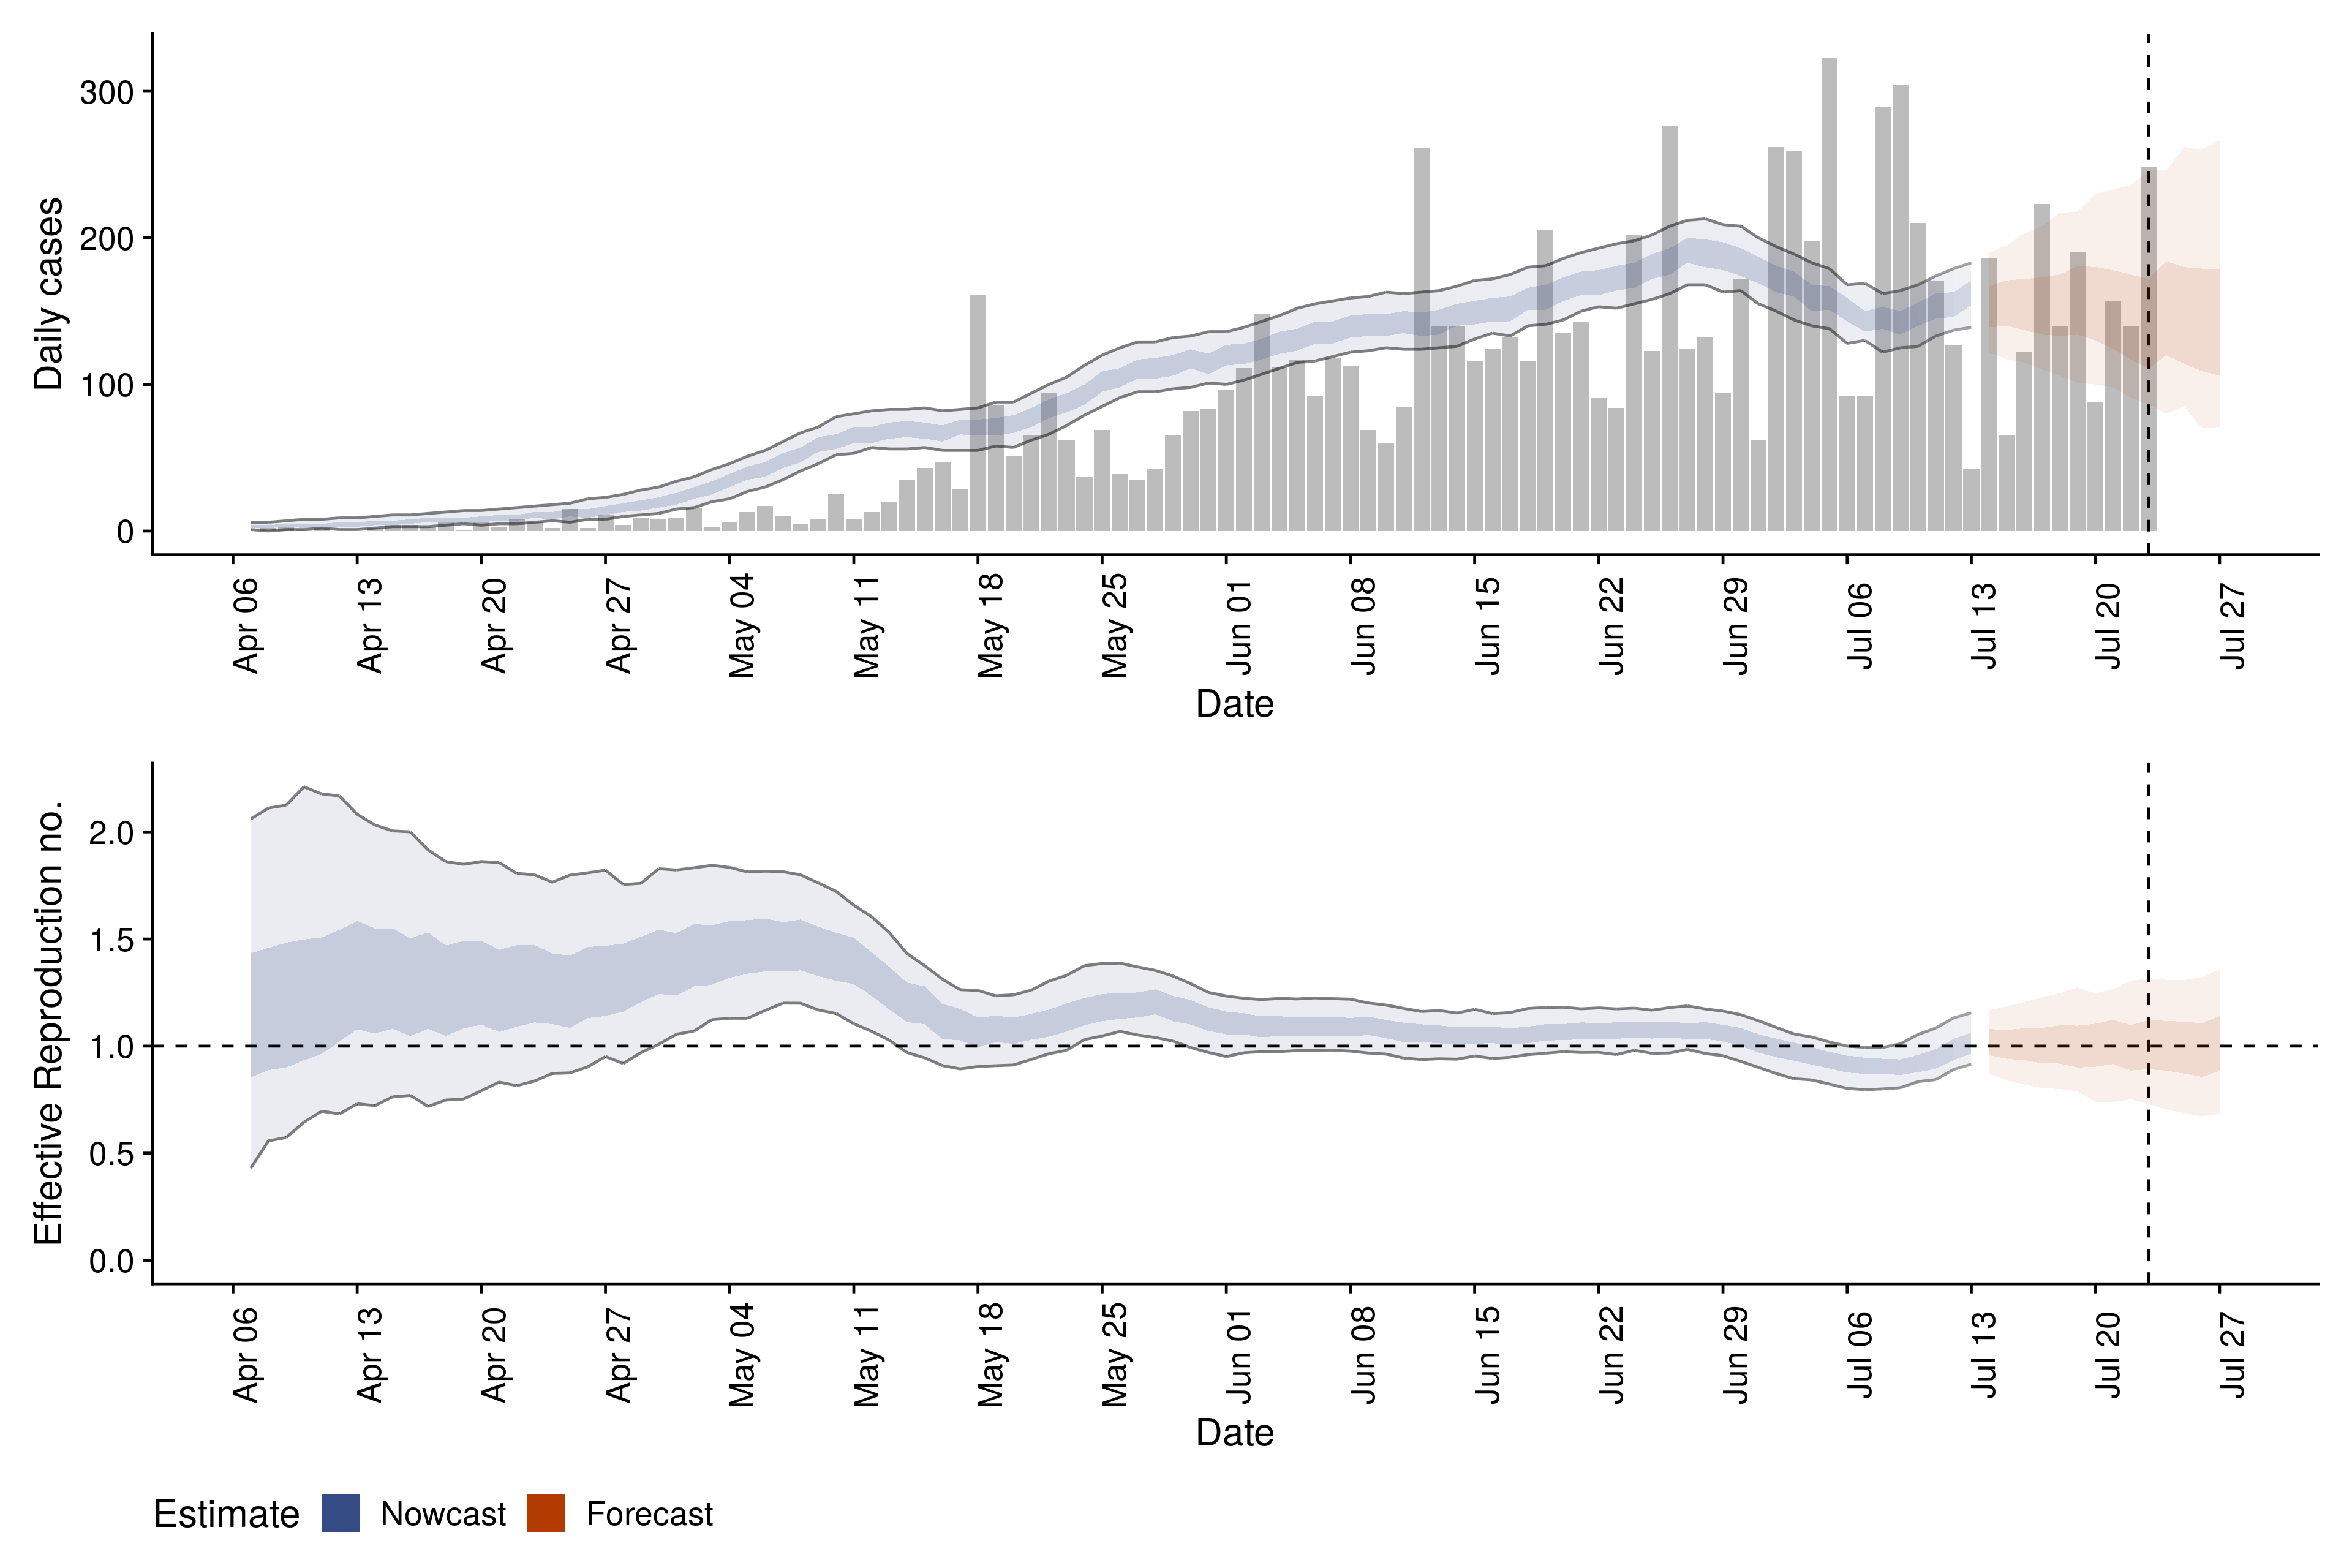 Daily cases
300
200
100
0
Apr 06
Apr 13
Apr 20
Apr 27
May 04
May 11
May 18
May 25
Jun 01
Jun 08
Jun 15
Jun 22
Jun 29
Jul 06
Jul 13
Jul 20
Jul 27
Date
Effective Reproduction no.
2.0
1.5
1.0
0.5
0.0
Apr 06
Apr 13
Apr 20
Apr 27
May 04
May 11
May 18
May 25
Jun 01
Jun 08
Jun 15
Jun 22
Jun 29
Jul 06
Jul 13
Jul 20
Jul 27
Date
Estimate Nowcast Forecast